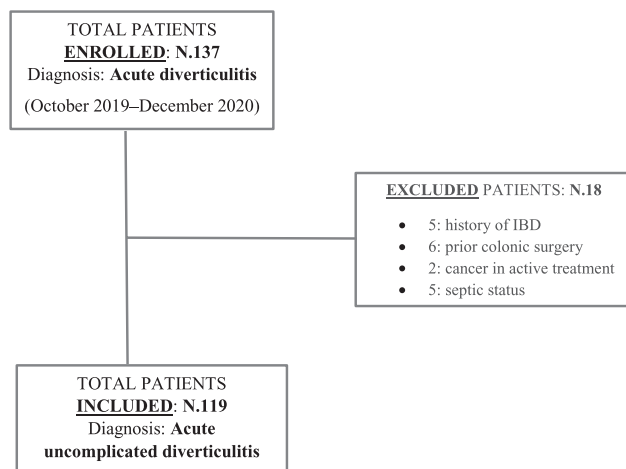 TOTAL PATIENTS
ENROLLED: N.137
Diagnosis: Acute diverticulitis
(October 2019–December 2020)
EXCLUDED PATIENTS: N.18
• 5: history of IBD
• 6: prior colonic surgery
• 2: cancer in active treatment
• 5: septic status
TOTAL PATIENTS
INCLUDED: N.119
Diagnosis: Acute
uncomplicated diverticulitis